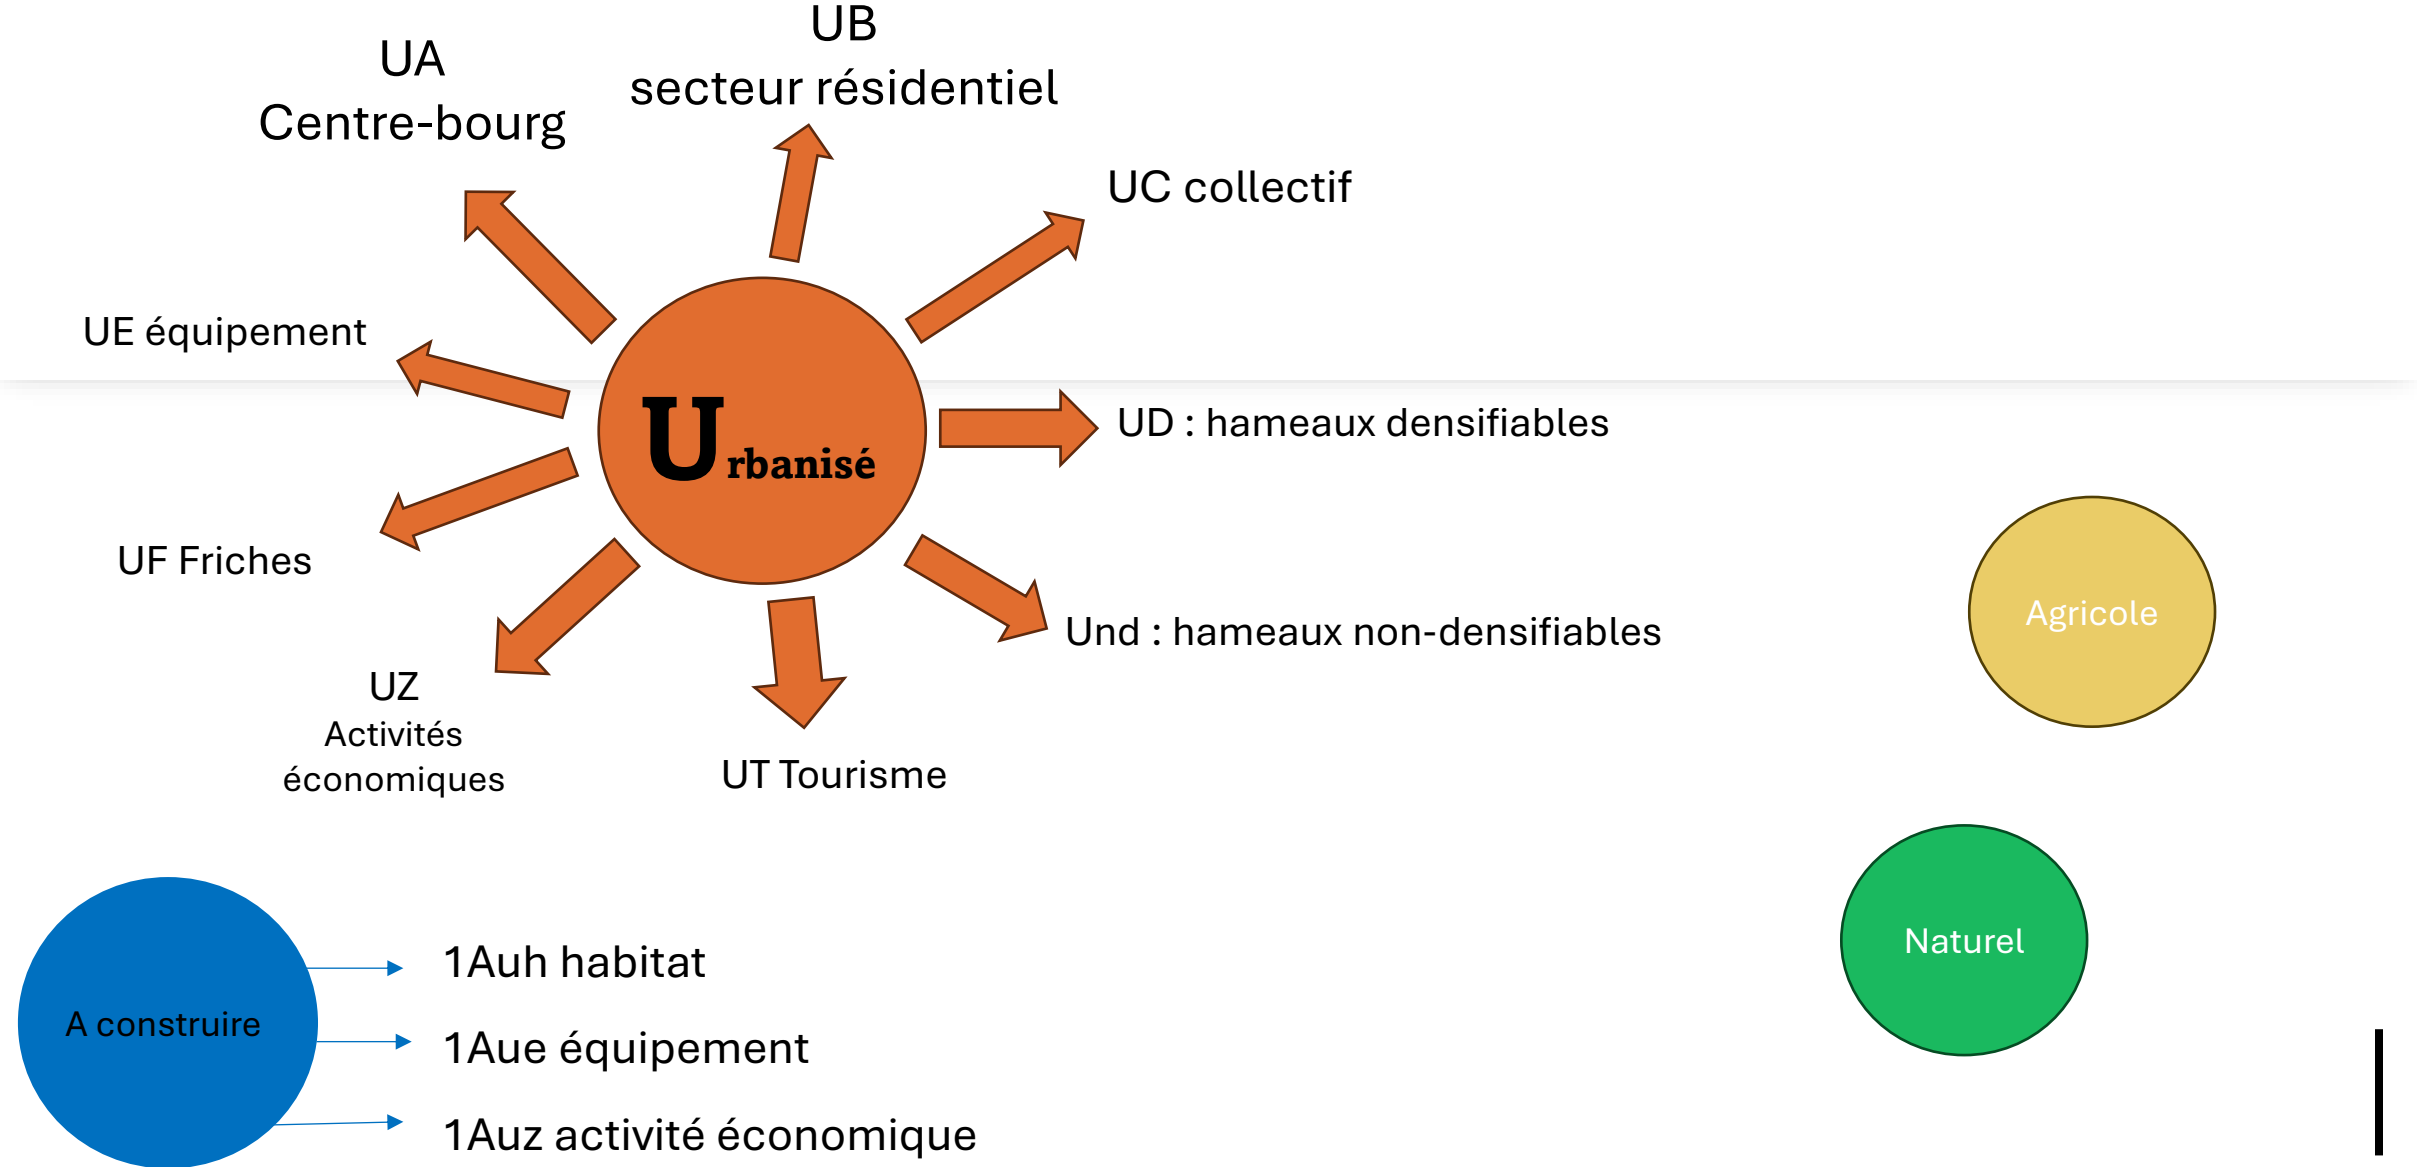 UB
secteur résidentiel
UA
Centre-bourg
UC collectif
UE équipement
Urbanisé
UD : hameaux densifiables
UF Friches
Und : hameaux non-densifiables
Agricole
UZ
Activités
économiques
UT Tourisme
Naturel
A construire
1Auh habitat
1Aue équipement
1Auz activité économique